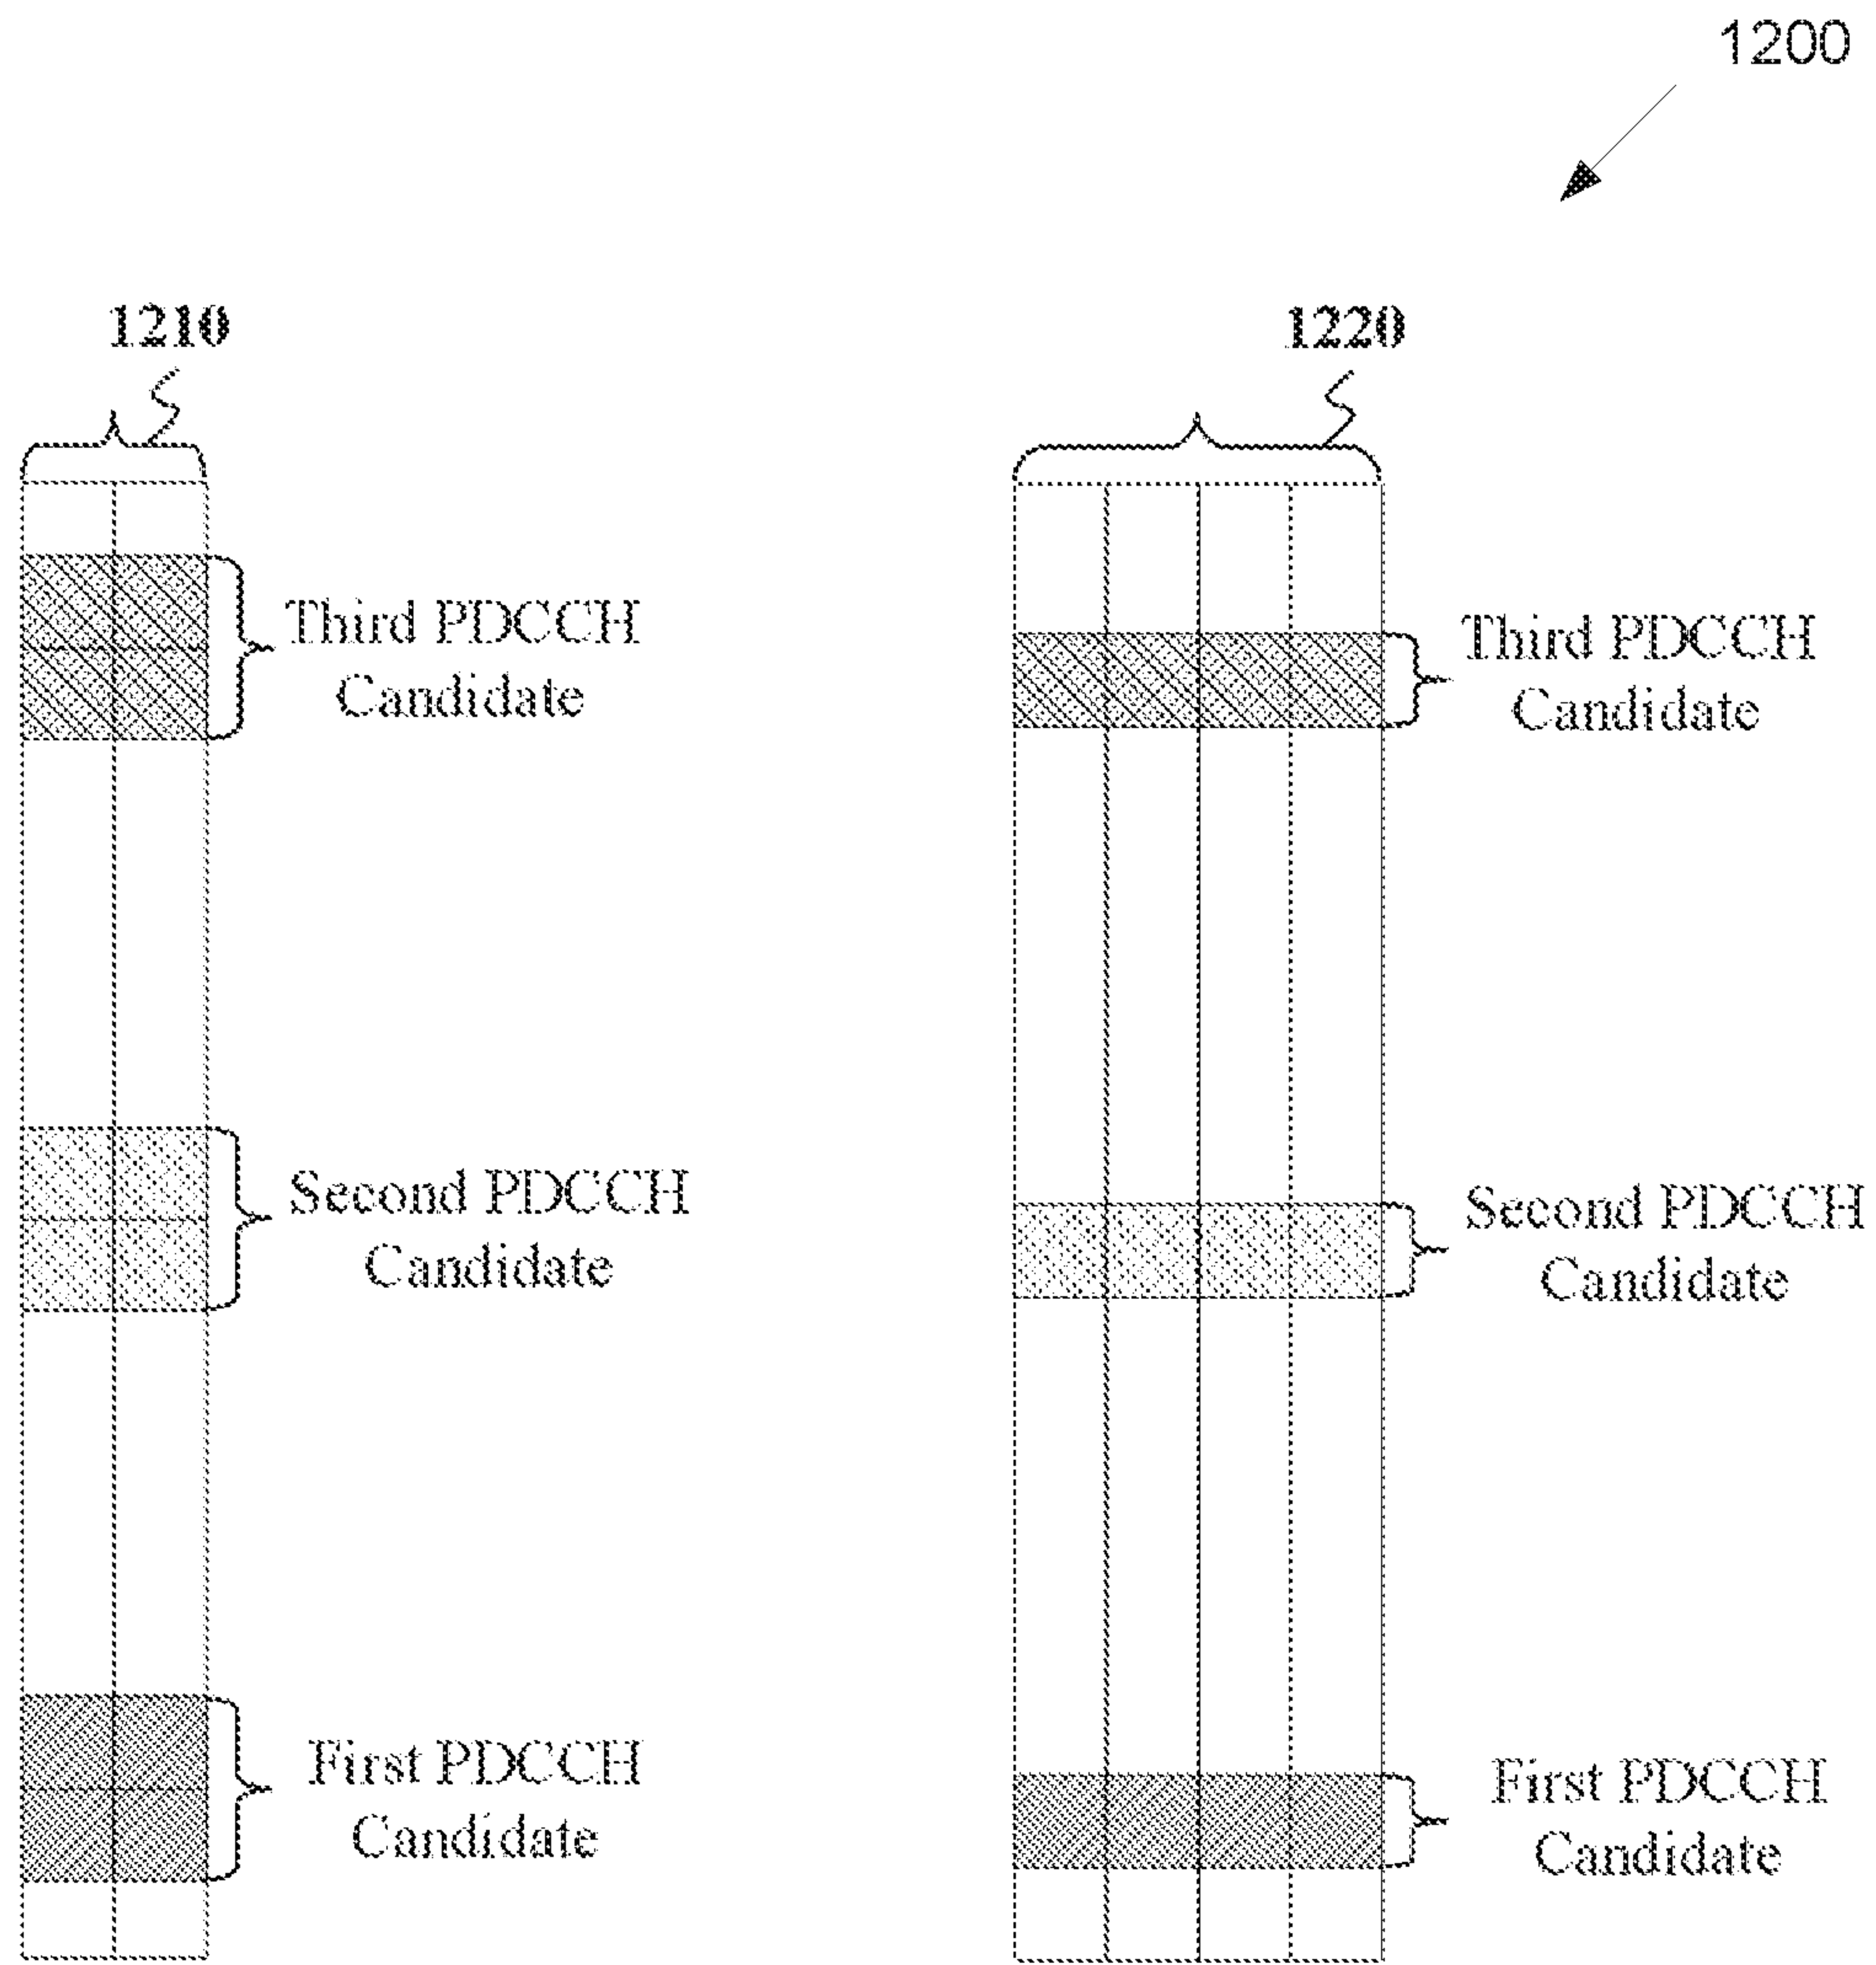 1200
1210
Third PDCCH
Candidate
Second PDCCH
Candidate
First PDCCH
Candidate
1220
Third PDCCH
Candidate
Second PDCCH
Candidate
First PDCCH
Candidate